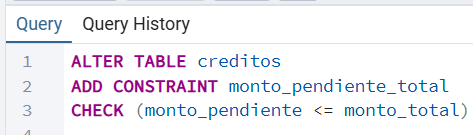 Query Query History
1 ALTER TABLE creditos
2 ADD CONSTRAINT monto_pendiente_total
3 CHECK (monto_pendiente <= monto_total)